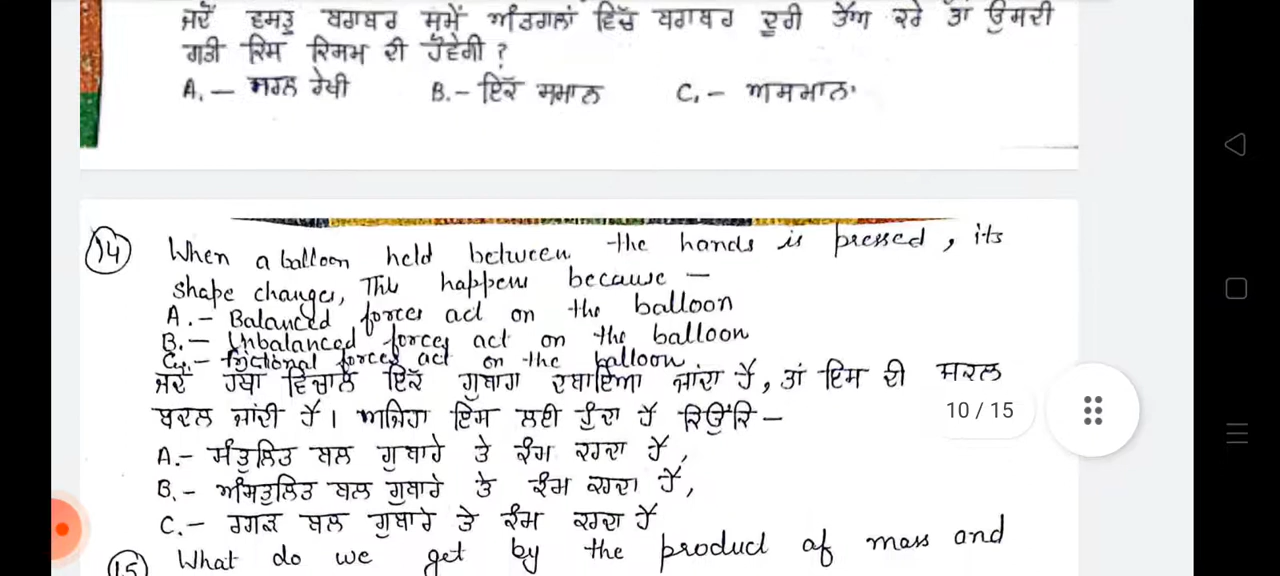 ਜਦੋਂ ਵਸਤੂ ਬਰਾਬਰ ਸਮੇਂ ਅੰਤਰਾਲਾਂ ਵਿੱਚ ਬਰਾਬਰ ਦੂਰੀ ਤੈਅ ਕਰੇ ਤਾਂ ਉਸਦੀ
ਗਤੀ ਕਿਸ ਕਿਸਮ ਦੀ ਹੋਵੇਗੀ ?
A. – ਸਰਲ ਰੇਖੀ B. – ਇੱਕ ਸਮਾਨ C. – ਅਸਮਾਨ
14 When a balloon held between the hands is pressed, its
shape changes, This happens because –
A. – Balanced forces act on the balloon
B. – Unbalanced forces act on the balloon
C. – frictional forces act on the balloon
ਜਦੋਂ ਹੱਥਾਂ ਵਿਚਾਲੇ ਇੱਕ ਗੁਬਾਰਾ ਦਬਾਇਆ ਜਾਂਦਾ ਹੈ, ਤਾਂ ਇਸ ਦੀ ਸ਼ਕਲ
ਬਦਲ ਜਾਂਦੀ ਹੈ। ਅਜਿਹਾ ਇਸ ਲਈ ਹੁੰਦਾ ਹੈ ਕਿਉਂਕਿ –
10 / 15
A. – ਸੰਤੁਲਿਤ ਬਲ ਗੁਬਾਰੇ ਤੇ ਕੰਮ ਕਰਦਾ ਹੈ,
B. – ਅਸੰਤੁਲਿਤ ਬਲ ਗੁਬਾਰੇ ਤੇ ਕੰਮ ਕਰਦਾ ਹੈ,
C. – ਰਗੜ ਬਲ ਗੁਬਾਰੇ ਤੇ ਕੰਮ ਕਰਦਾ ਹੈ
15 What do we get by the product of mass and